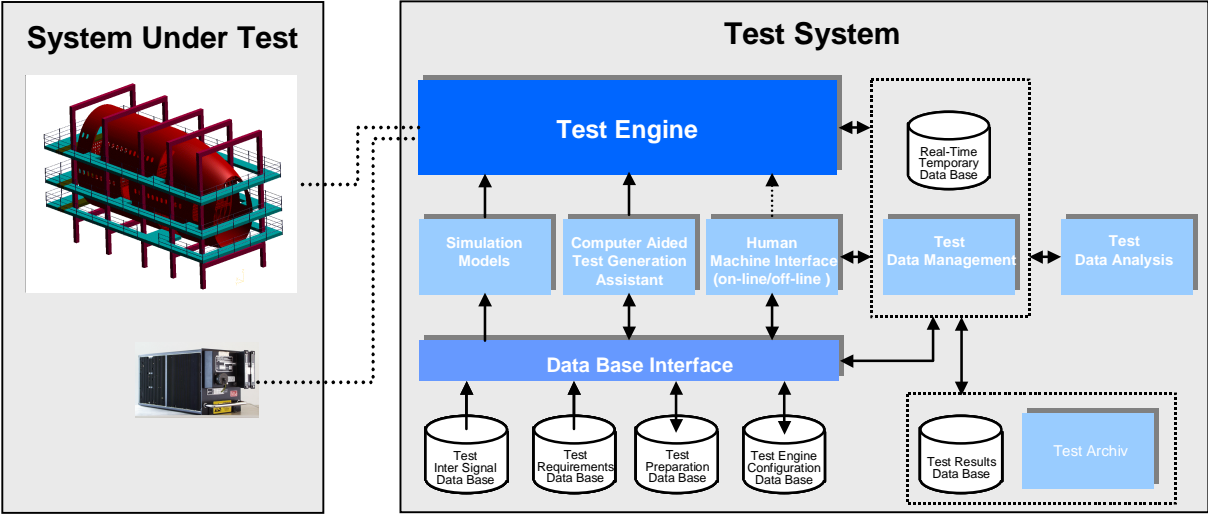 System Under Test
Test System
Test Engine
Real-Time
Temporary
Data Base
Simulation
Models
Computer Aided
Test Generation
Assistant
Human
Machine Interface
(on-line/off-line )
Test
Data Management
Test
Data Analysis
Data Base Interface
Test
Inter Signal
Data Base
Test
Requirements
Data Base
Test
Preparation
Data Base
Test Engine
Configuration
Data Base
Test Results
Data Base
Test Archiv